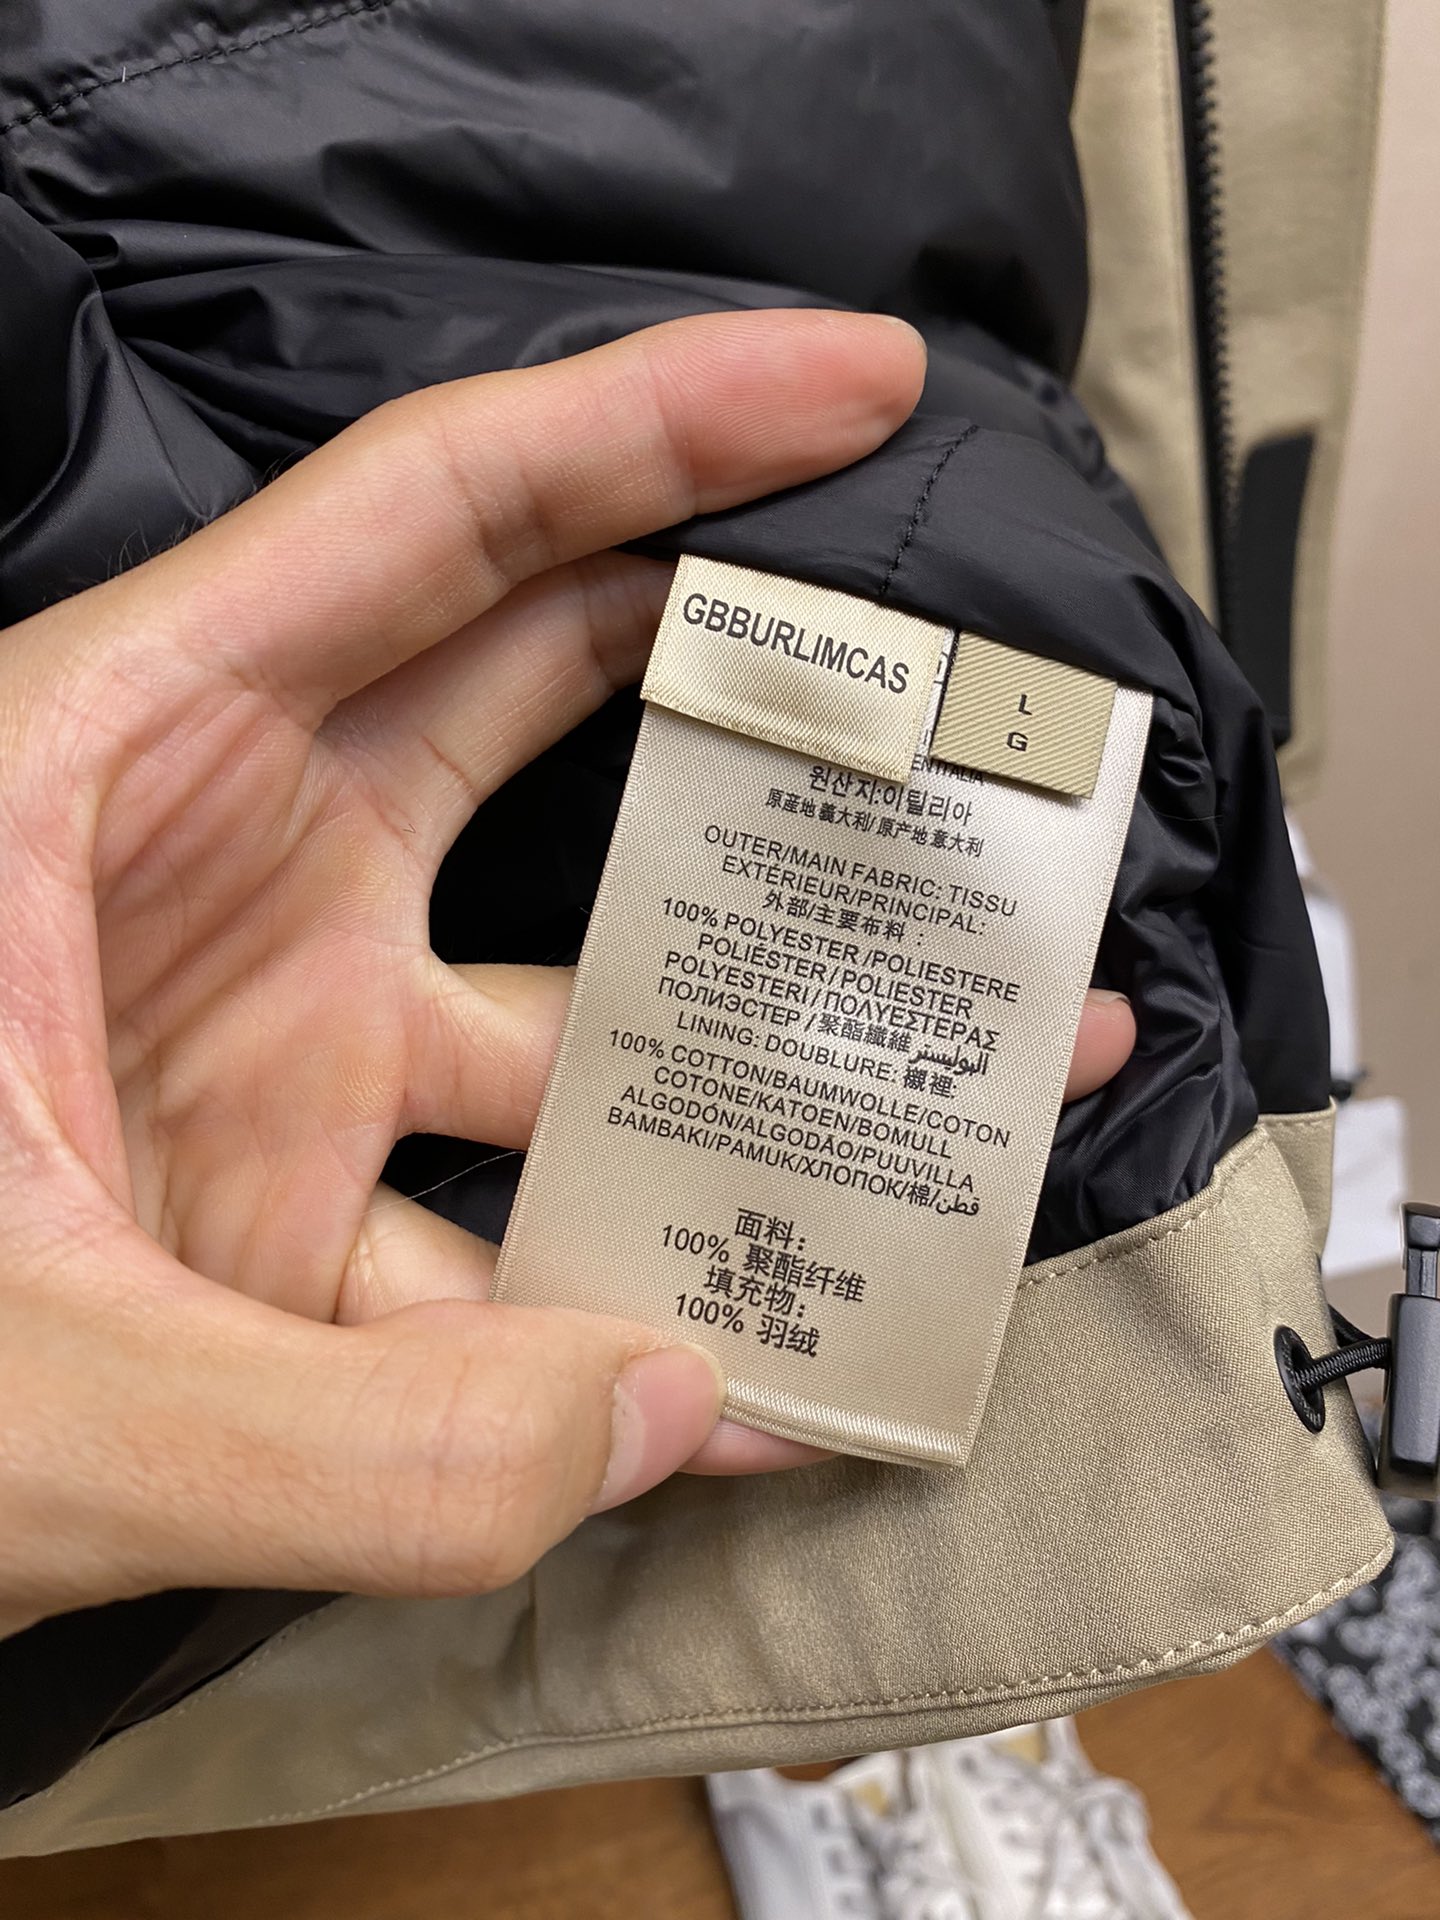 GBBURLIMCAS
L
G
EN ITALIA
원산지:이틸리아
原産地 義大利/ 原产地 意大利
OUTER/MAIN FABRIC: TISSU
EXTÉRIEUR/PRINCIPAL:
外部/主要布料 :
100% POLYESTER /POLIESTERE
POLIÉSTER / POLIESTER
POLYESTERI / ΠΟΛΥΕΣΤΕΡΑΣ
ПОЛИЭСТЕР / 聚酯纖維 البوليستر
LINING: DOUBLURE: 襯裡:
100% COTTON/BAUMWOLLE/COTON
COTONE/KATOEN/BOMULL
ALGODÓN/ALGODÃO/PUUVILLA
BAMBAKI/PAMUK/ХЛОПОК/棉/قطن
面料:
100% 聚酯纤维
填充物:
100% 羽绒